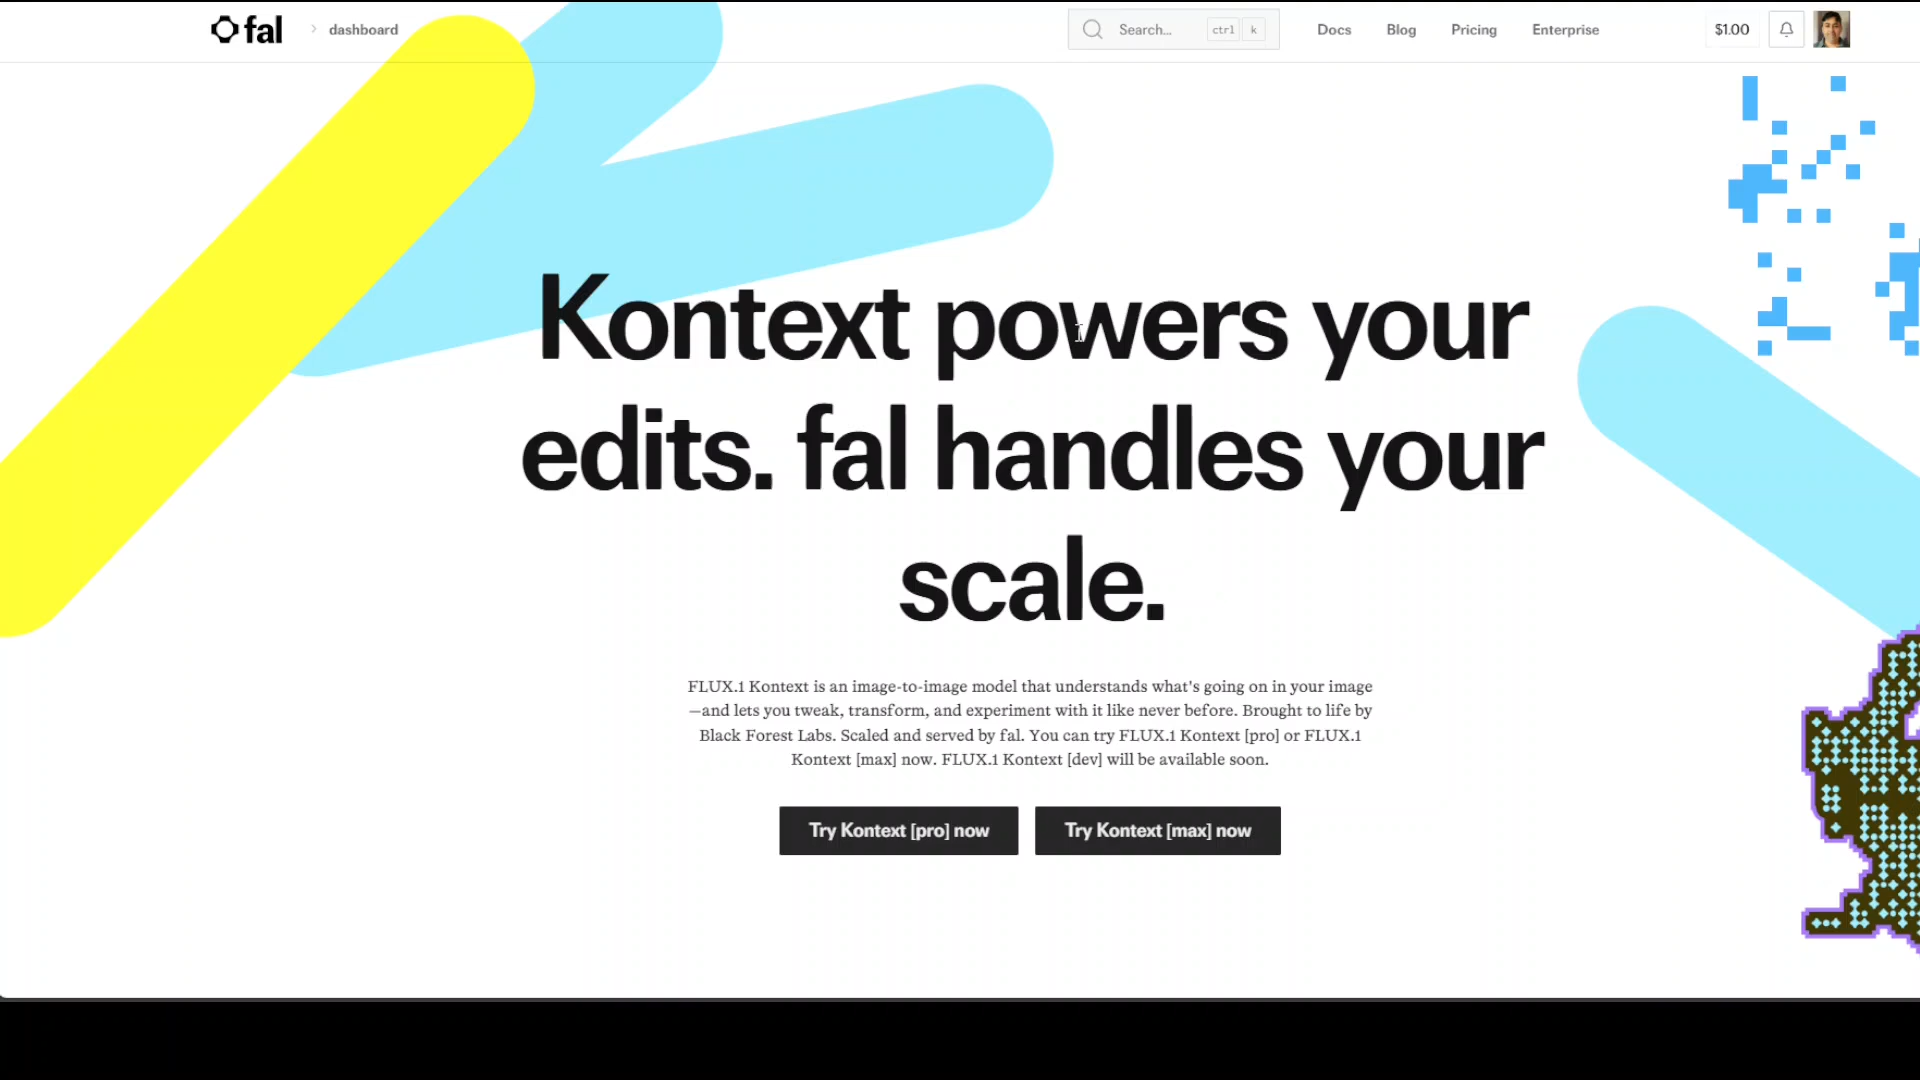 fal
dashboard
Search...
ctrl k
Docs
Blog
Pricing
Enterprise
$1.00
Kontext powers your
edits. fal handles your
scale.
FLUX.1 Kontext is an image-to-image model that understands what's going on in your image
—and lets you tweak, transform, and experiment with it like never before. Brought to life by
Black Forest Labs. Scaled and served by fal. You can try FLUX.1 Kontext [pro] or FLUX.1
Kontext [max] now. FLUX.1 Kontext [dev] will be available soon.
Try Kontext [pro] now
Try Kontext [max] now